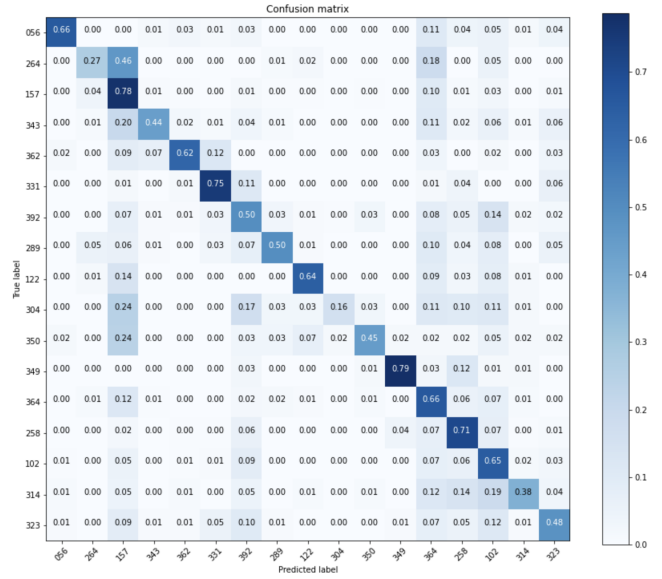 Confusion matrix
056 0.66 0.00 0.00 0.01 0.03 0.01 0.03 0.00 0.00 0.00 0.00 0.00 0.11 0.04 0.05 0.01 0.04
264 0.00 0.27 0.46 0.00 0.00 0.00 0.00 0.01 0.02 0.00 0.00 0.00 0.18 0.00 0.05 0.00 0.00
157 0.00 0.04 0.78 0.01 0.00 0.00 0.01 0.00 0.00 0.00 0.00 0.00 0.10 0.01 0.03 0.00 0.01
343 0.00 0.01 0.20 0.44 0.02 0.01 0.04 0.01 0.00 0.00 0.00 0.00 0.11 0.02 0.06 0.01 0.06
362 0.02 0.00 0.09 0.07 0.62 0.12 0.00 0.00 0.00 0.00 0.00 0.00 0.03 0.00 0.02 0.00 0.03
331 0.00 0.00 0.01 0.00 0.01 0.75 0.11 0.00 0.00 0.00 0.00 0.00 0.01 0.04 0.00 0.00 0.06
392 0.00 0.00 0.07 0.01 0.01 0.03 0.50 0.03 0.01 0.00 0.03 0.00 0.08 0.05 0.14 0.02 0.02
289 0.00 0.05 0.06 0.01 0.00 0.03 0.07 0.50 0.01 0.00 0.00 0.00 0.10 0.04 0.08 0.00 0.05
122 0.00 0.01 0.14 0.00 0.00 0.00 0.00 0.00 0.64 0.00 0.00 0.00 0.09 0.03 0.08 0.01 0.00
304 0.00 0.00 0.24 0.00 0.00 0.00 0.17 0.03 0.03 0.16 0.03 0.00 0.11 0.10 0.11 0.00 0.00
350 0.02 0.00 0.24 0.00 0.00 0.00 0.03 0.03 0.07 0.02 0.45 0.02 0.02 0.02 0.05 0.02 0.02
349 0.00 0.00 0.00 0.00 0.00 0.00 0.03 0.00 0.00 0.00 0.01 0.79 0.03 0.12 0.01 0.01 0.00
364 0.00 0.01 0.12 0.00 0.00 0.00 0.02 0.02 0.01 0.00 0.01 0.00 0.66 0.06 0.07 0.00 0.01
258 0.00 0.00 0.02 0.00 0.00 0.00 0.06 0.00 0.00 0.00 0.00 0.04 0.07 0.71 0.07 0.00 0.01
102 0.01 0.00 0.05 0.00 0.01 0.01 0.09 0.00 0.00 0.00 0.00 0.00 0.07 0.06 0.65 0.02 0.03
314 0.01 0.00 0.05 0.00 0.00 0.00 0.05 0.00 0.01 0.00 0.01 0.00 0.12 0.14 0.19 0.38 0.04
323 0.01 0.00 0.09 0.00 0.01 0.05 0.10 0.01 0.00 0.00 0.00 0.00 0.07 0.05 0.12 0.01 0.48
056 264 157 343 362 331 392 289 122 304 350 349 364 258 102 314 323
Predicted label
True label
0.7
0.6
0.5
0.4
0.3
0.2
0.1
0.0